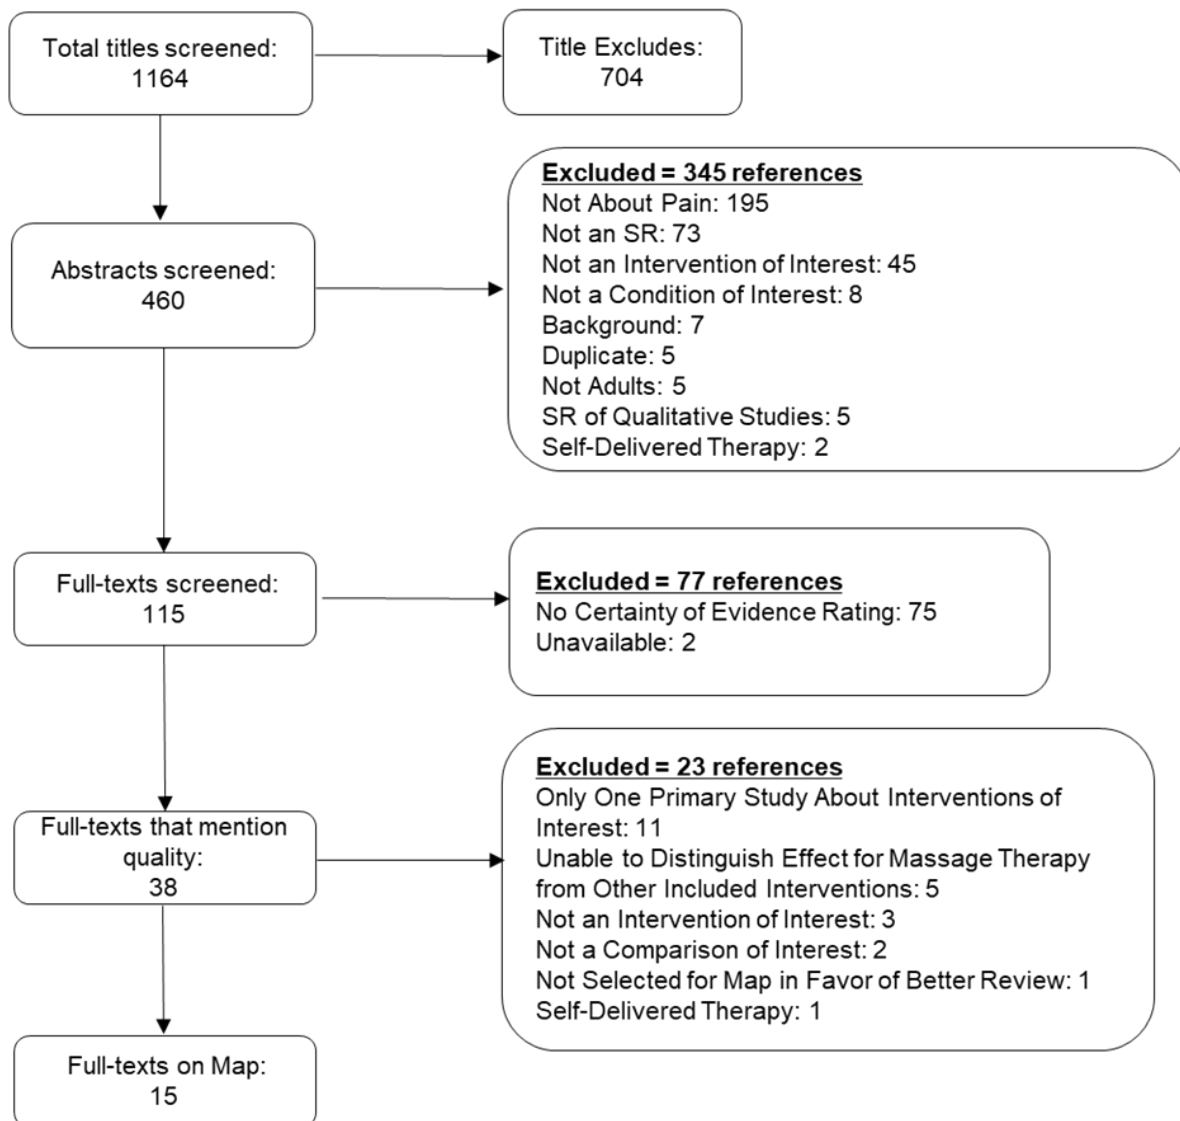 Total titles screened:
1164
Title Excludes:
704
Abstracts screened:
460
Excluded = 345 references
Not About Pain: 195
Not an SR: 73
Not an Intervention of Interest: 45
Not a Condition of Interest: 8
Background: 7
Duplicate: 5
Not Adults: 5
SR of Qualitative Studies: 5
Self-Delivered Therapy: 2
Full-texts screened:
115
Excluded = 77 references
No Certainty of Evidence Rating: 75
Unavailable: 2
Full-texts that mention
quality:
38
Excluded = 23 references
Only One Primary Study About Interventions of
Interest: 11
Unable to Distinguish Effect for Massage Therapy
from Other Included Interventions: 5
Not an Intervention of Interest: 3
Not a Comparison of Interest: 2
Not Selected for Map in Favor of Better Review: 1
Self-Delivered Therapy: 1
Full-texts on Map:
15